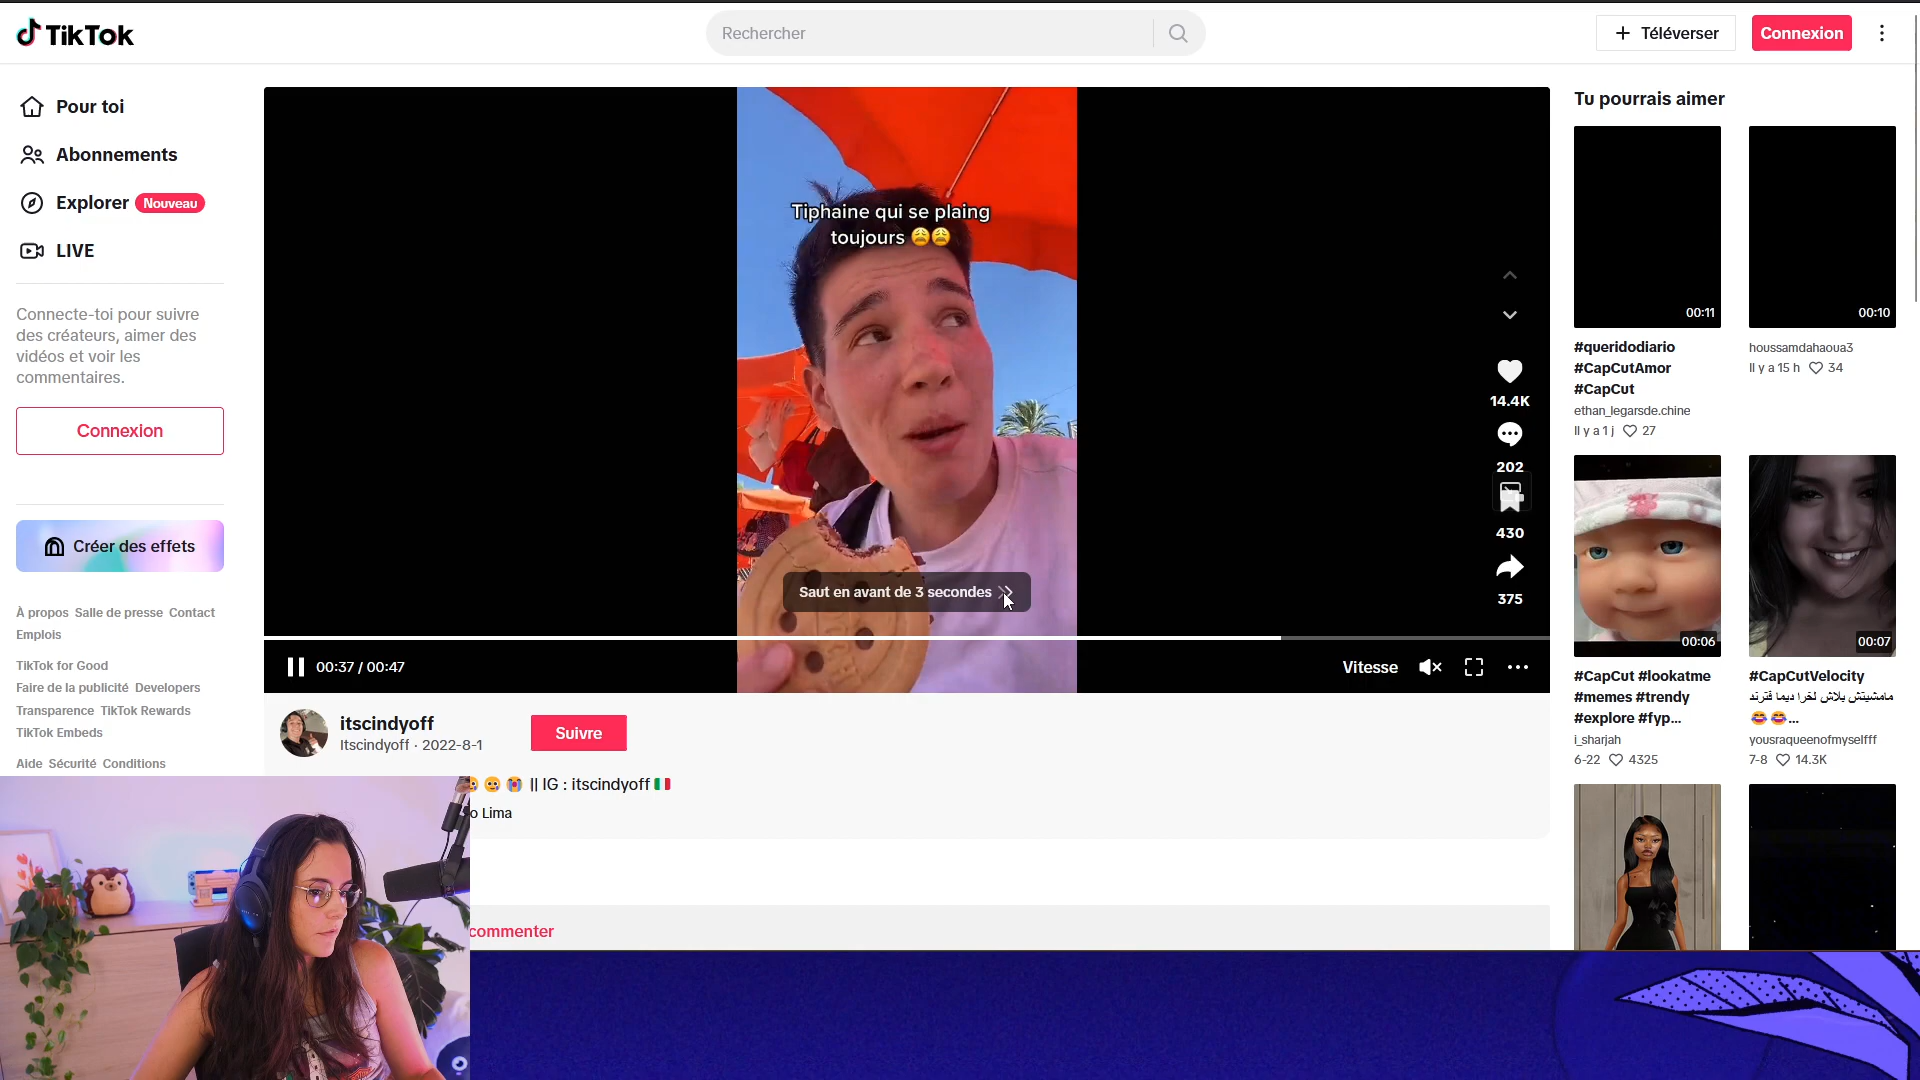 TikTok
Rechercher
Téléverser
Connexion
Pour toi
Abonnements
Explorer Nouveau
LIVE
Connecte-toi pour suivre
des créateurs, aimer des
vidéos et voir les
commentaires.
Connexion
Créer des effets
À propos Salle de presse Contact
Emplois
TikTok for Good
Faire de la publicité Developers
Transparence TikTok Rewards
TikTok Embeds
Aide Sécurité Conditions
Tiphaine qui se plaing
toujours 😩😩
14.4K
202
430
375
Saut en avant de 3 secondes
00:37 / 00:47
Vitesse
itscindyoff
Itscindyoff · 2022-8-1
Suivre
|| IG : itscindyoff 🇮🇹
o Lima
commenter
Tu pourrais aimer
00:11
#queridodiario
#CapCutAmor
#CapCut
ethan_legarsde.chine
Il y a 1 j 27
00:10
houssamdahaoua3
Il y a 15 h 34
00:06
#CapCut #lookatme
#memes #trendy
#explore #fyp...
i_sharjah
6-22 4325
00:07
#CapCutVelocity
مامشيتش بلاش لخرا ديما قترند
😂😂...
yousraqueenofmyselfff
7-8 14.3K